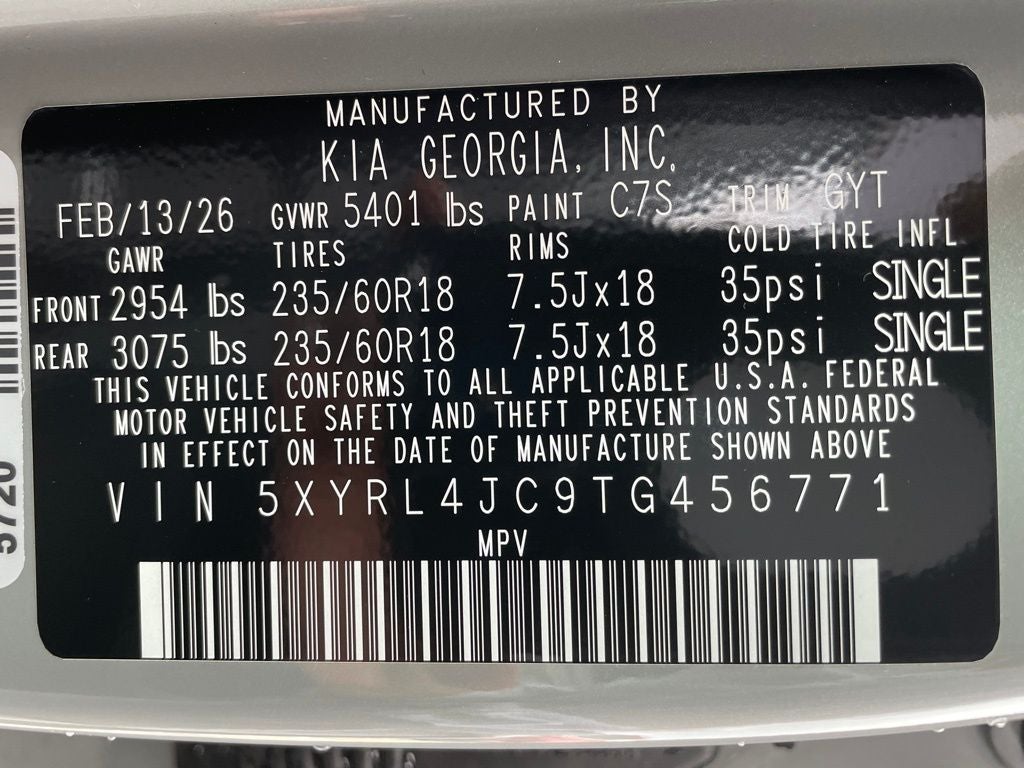 MANUFACTURED BY
KIA GEORGIA, INC.
FEB/13/26 GVWR 5401 lbs PAINT C7S TRIM GYT
GAWR TIRES RIMS COLD TIRE INFL
FRONT 2954 lbs 235/60R18 7.5Jx18 35psi SINGLE
REAR 3075 lbs 235/60R18 7.5Jx18 35psi SINGLE
THIS VEHICLE CONFORMS TO ALL APPLICABLE U.S.A. FEDERAL
MOTOR VEHICLE SAFETY AND THEFT PREVENTION STANDARDS
IN EFFECT ON THE DATE OF MANUFACTURE SHOWN ABOVE
VIN 5XYRL4JC9TG456771
MPV
5720